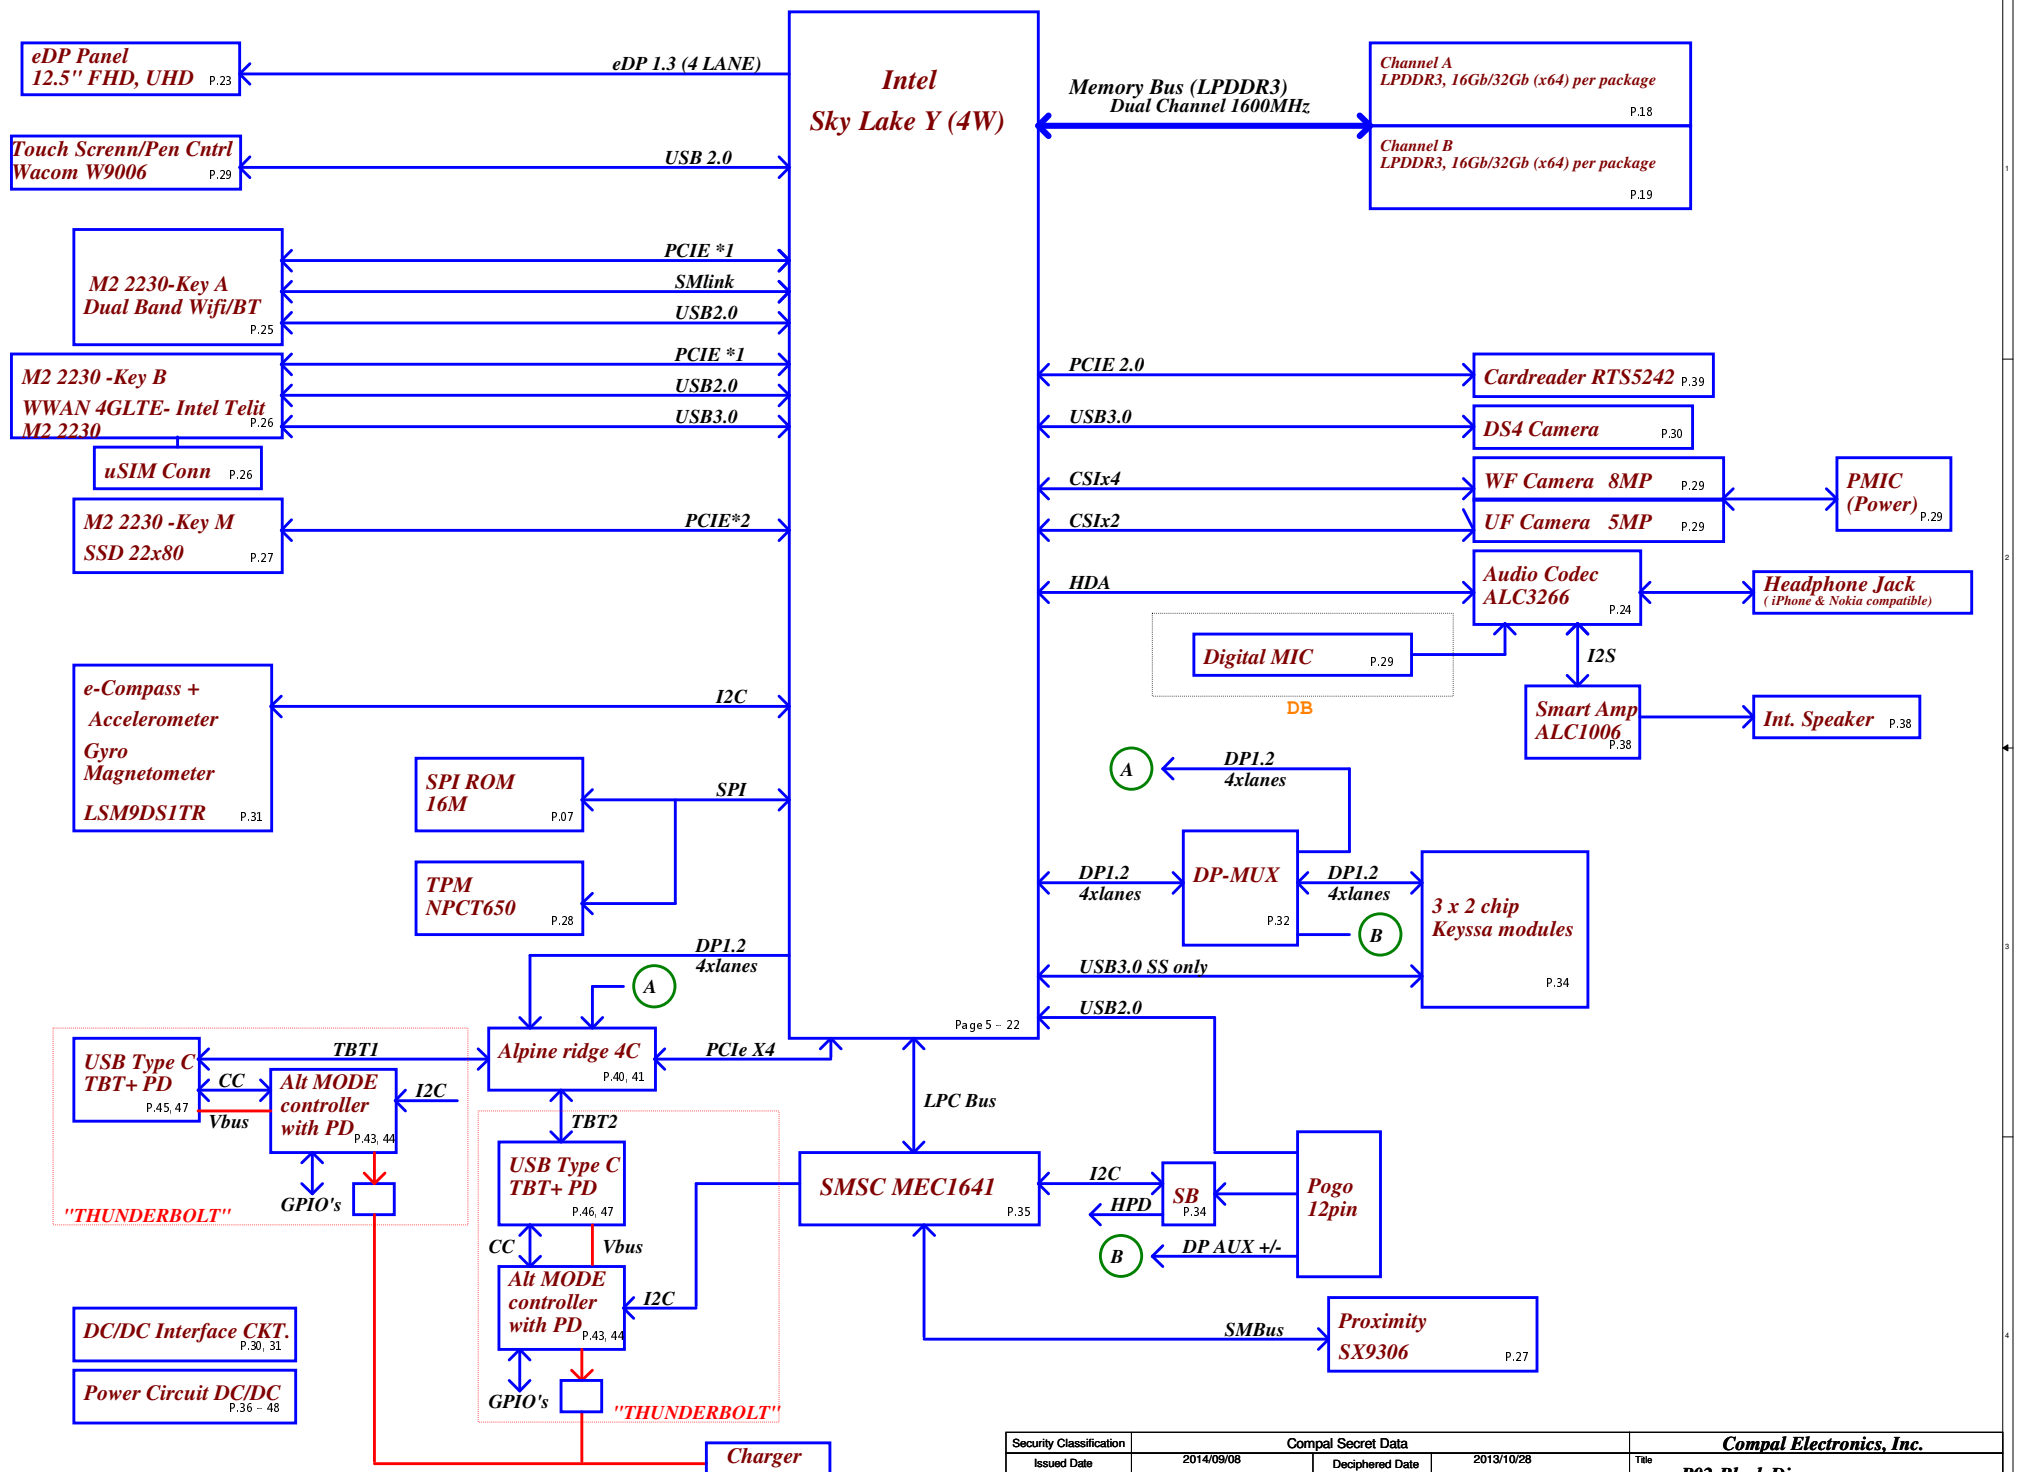 eDP Panel
12.5" FHD, UHD P.23
eDP 1.3 (4 LANE)
Intel
Sky Lake Y (4W)
Memory Bus (LPDDR3)
Dual Channel 1600MHz
Channel A
LPDDR3, 16Gb/32Gb (x64) per package
P.18
Channel B
LPDDR3, 16Gb/32Gb (x64) per package
P.19
Touch Screnn/Pen Cntrl
Wacom W9006 P.29
USB 2.0
1
M2 2230-Key A
Dual Band Wifi/BT
P.25
PCIE *1
SMlink
USB2.0
M2 2230 -Key B
WWAN 4GLTE- Intel Telit
M2 2230
P.26
PCIE *1
USB2.0
USB3.0
uSIM Conn P.26
M2 2230 -Key M
SSD 22x80 P.27
PCIE*2
PCIE 2.0
Cardreader RTS5242 P.39
USB3.0
DS4 Camera P.30
CSIx4
WF Camera 8MP P.29
CSIx2
UF Camera 5MP P.29
PMIC
(Power) P.29
2
HDA
Audio Codec
ALC3266
P.24
Headphone Jack
( iPhone & Nokia compatible)
Digital MIC P.29
DB
I2S
Smart Amp
ALC1006
P.38
Int. Speaker P.38
e-Compass +
Accelerometer
Gyro
Magnetometer
LSM9DS1TR P.31
I2C
SPI ROM
16M
P.07
SPI
TPM
NPCT650
P.28
A
DP1.2
4xlanes
DP1.2
4xlanes
DP-MUX
P.32
DP1.2
4xlanes
B
3 x 2 chip
Keyssa modules
P.34
3
USB3.0 SS only
USB2.0
DP1.2
4xlanes
A
Page 5 - 22
Alpine ridge 4C
P.40, 41
PCIe X4
TBT1
USB Type C
TBT+ PD
P.45, 47
CC
Vbus
Alt MODE
controller
with PD
P.43, 44
I2C
GPIO's
"THUNDERBOLT"
TBT2
USB Type C
TBT+ PD
P.46, 47
CC
Vbus
Alt MODE
controller
with PD
P.43, 44
I2C
GPIO's
"THUNDERBOLT"
LPC Bus
SMSC MEC1641
P.35
I2C
HPD
SB
P.34
Pogo
12pin
B
DP AUX +/-
SMBus
Proximity
SX9306 P.27
4
DC/DC Interface CKT.
P.30, 31
Power Circuit DC/DC
P.36 - 48
Charger
Security Classification
Compal Secret Data
Compal Electronics, Inc.
Issued Date
2014/09/08
Deciphered Date
2013/10/28
Title